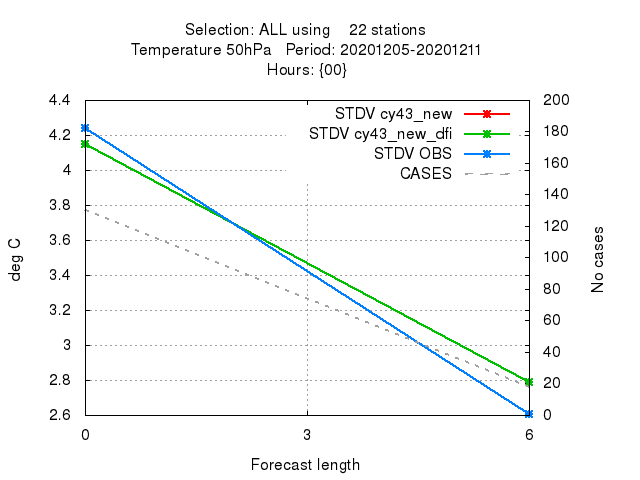 Selection: ALL using 22 stations
Temperature 50hPa Period: 20201205-20201211
Hours: {00}
4.4
4.2
4
3.8
3.6
3.4
3.2
3
2.8
2.6
deg C
STDV cy43_new
STDV cy43_new_dfi
STDV OBS
CASES
200
180
160
140
120
100
80
60
40
20
0
No cases
0
3
6
Forecast length